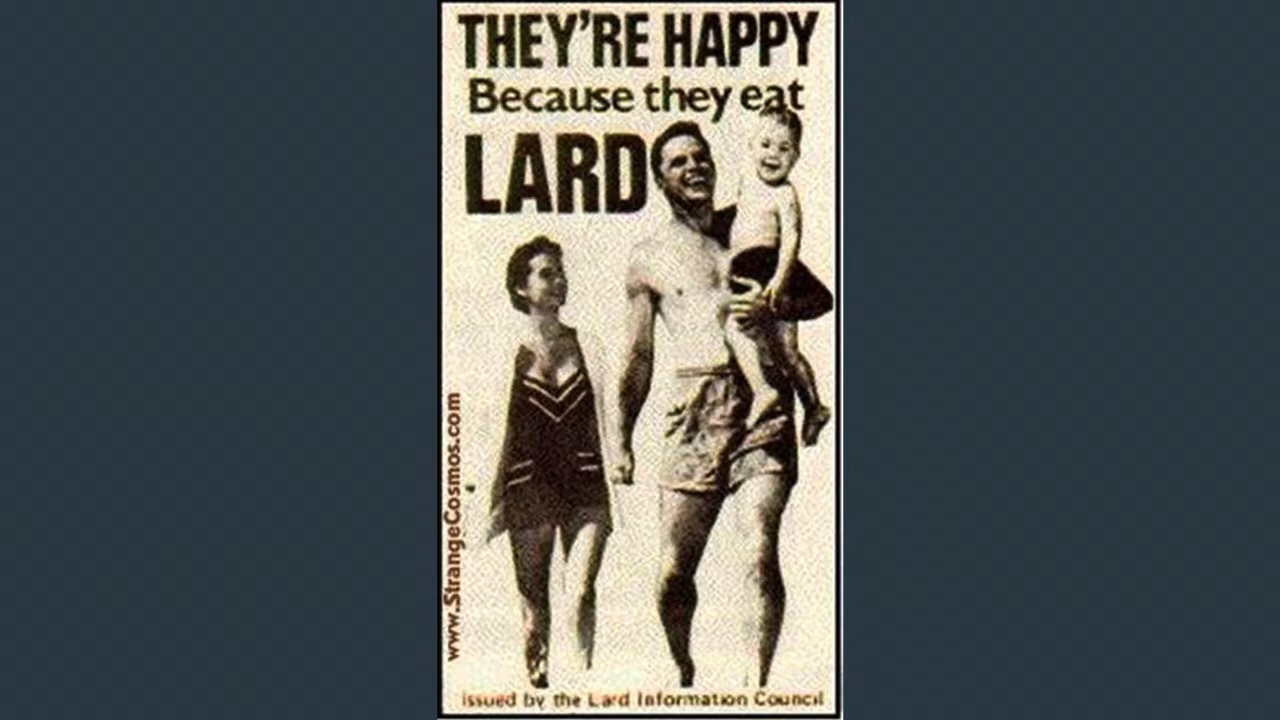 THEY'RE HAPPY
Because they eat
LARD
www.StrangeCosmos.com
Issued by the Lard Information Council